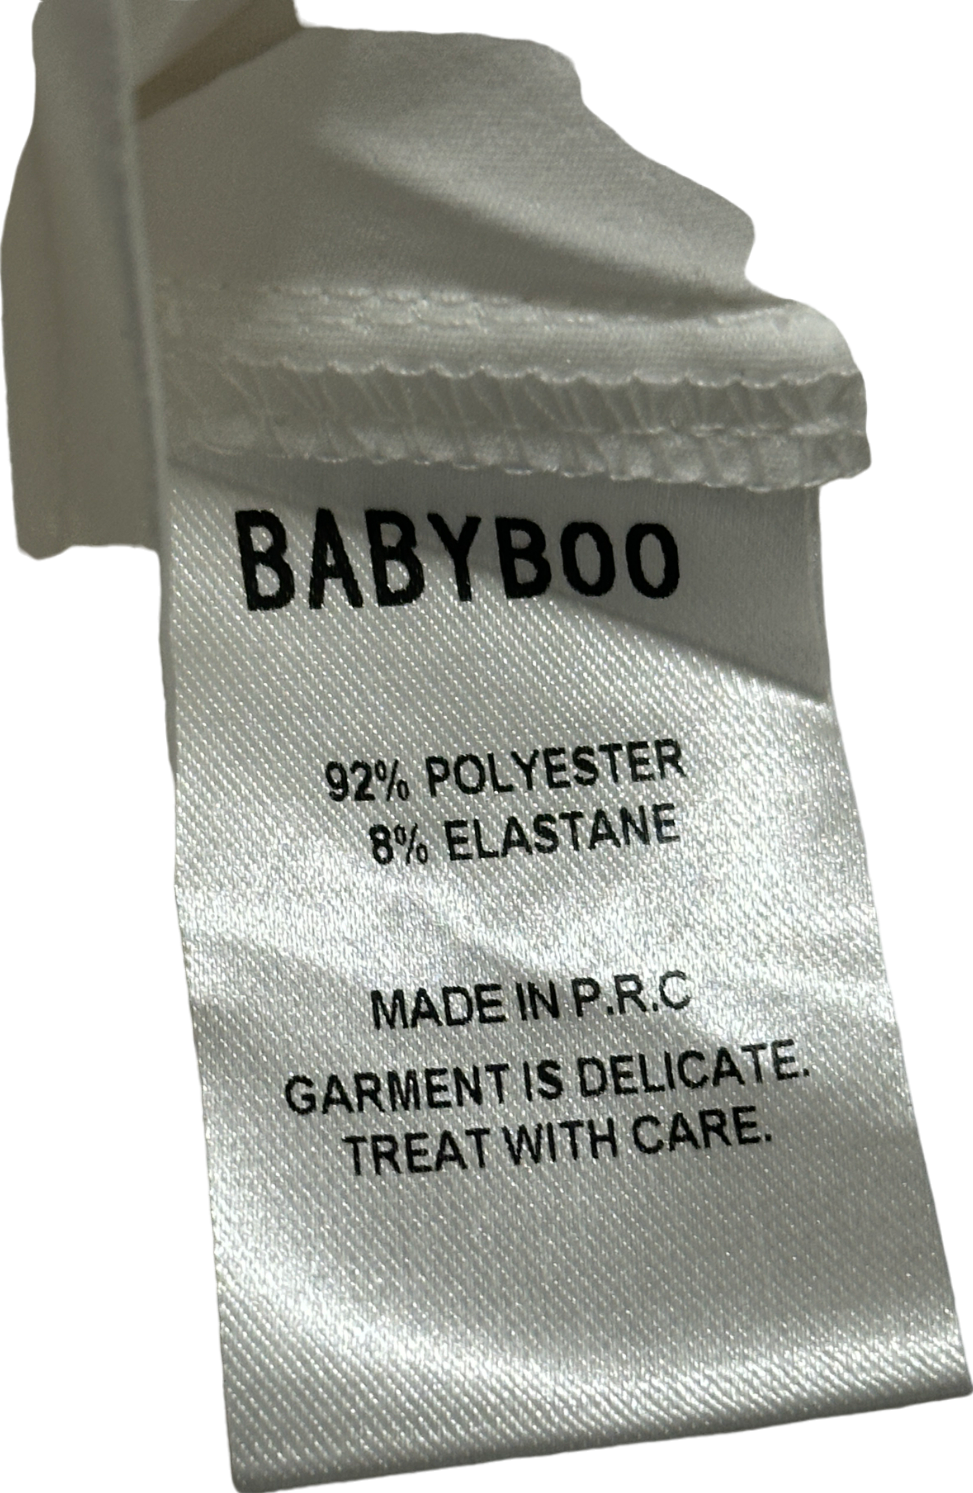 BABYBOO
92% POLYESTER
8% ELASTANE
MADE IN P.R.C
GARMENT IS DELICATE.
TREAT WITH CARE.